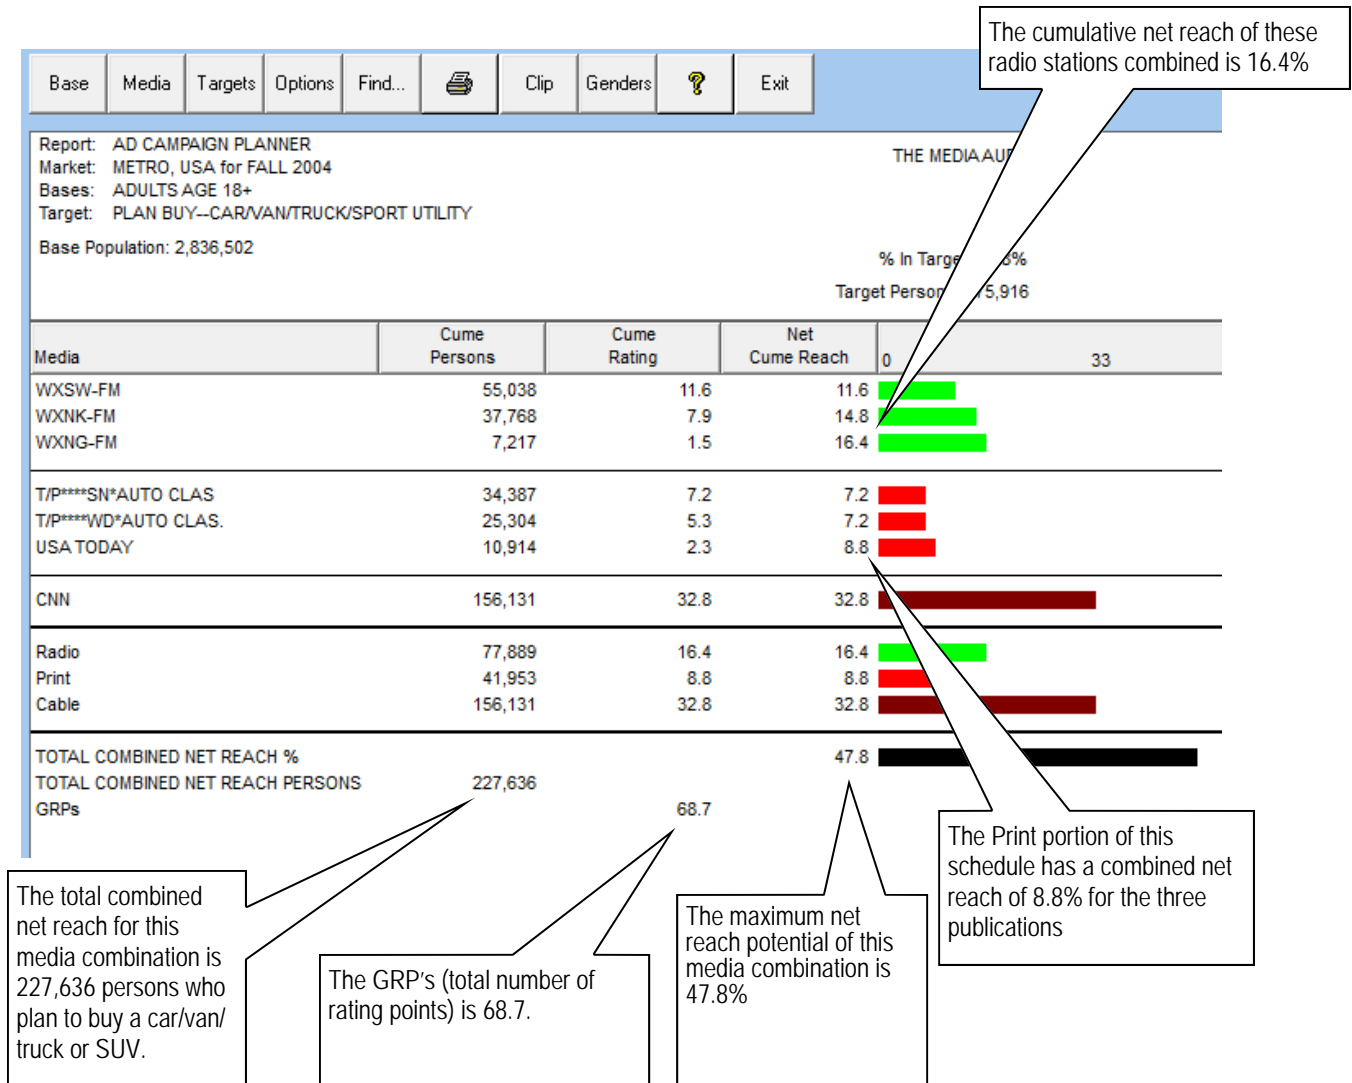 The cumulative net reach of these
radio stations combined is 16.4%
Base Media Targets Options Find... Clip Genders ? Exit
Report: AD CAMPAIGN PLANNER
THE MEDIA
Market: METRO, USA for FALL 2004
Bases: ADULTS AGE 18+
Target: PLAN BUY--CAR/VAN/TRUCK/SPORT UTILITY
Base Population: 2,836,502
% In
Target
Media Cume Persons Cume Rating Net Cume Reach 0 33
WXSW-FM 55,038 11.6 11.6
WXNK-FM 37,768 7.9 14.8
WXNG-FM 7,217 1.5 16.4
T/P****SN*AUTO CLAS 34,387 7.2 7.2
T/P****WD*AUTO CLAS. 25,304 5.3 7.2
USA TODAY 10,914 2.3 8.8
CNN 156,131 32.8 32.8
Radio 77,889 16.4 16.4
Print 41,953 8.8 8.8
Cable 156,131 32.8 32.8
TOTAL COMBINED NET REACH % 47.8
TOTAL COMBINED NET REACH PERSONS 227,636
GRPs 68.7
The Print portion of this
schedule has a combined net
reach of 8.8% for the three
publications
The total combined
net reach for this
media combination is
227,636 persons who
plan to buy a car/van/
truck or SUV.
The GRP's (total number of
rating points) is 68.7.
The maximum net
reach potential of this
media combination is
47.8%